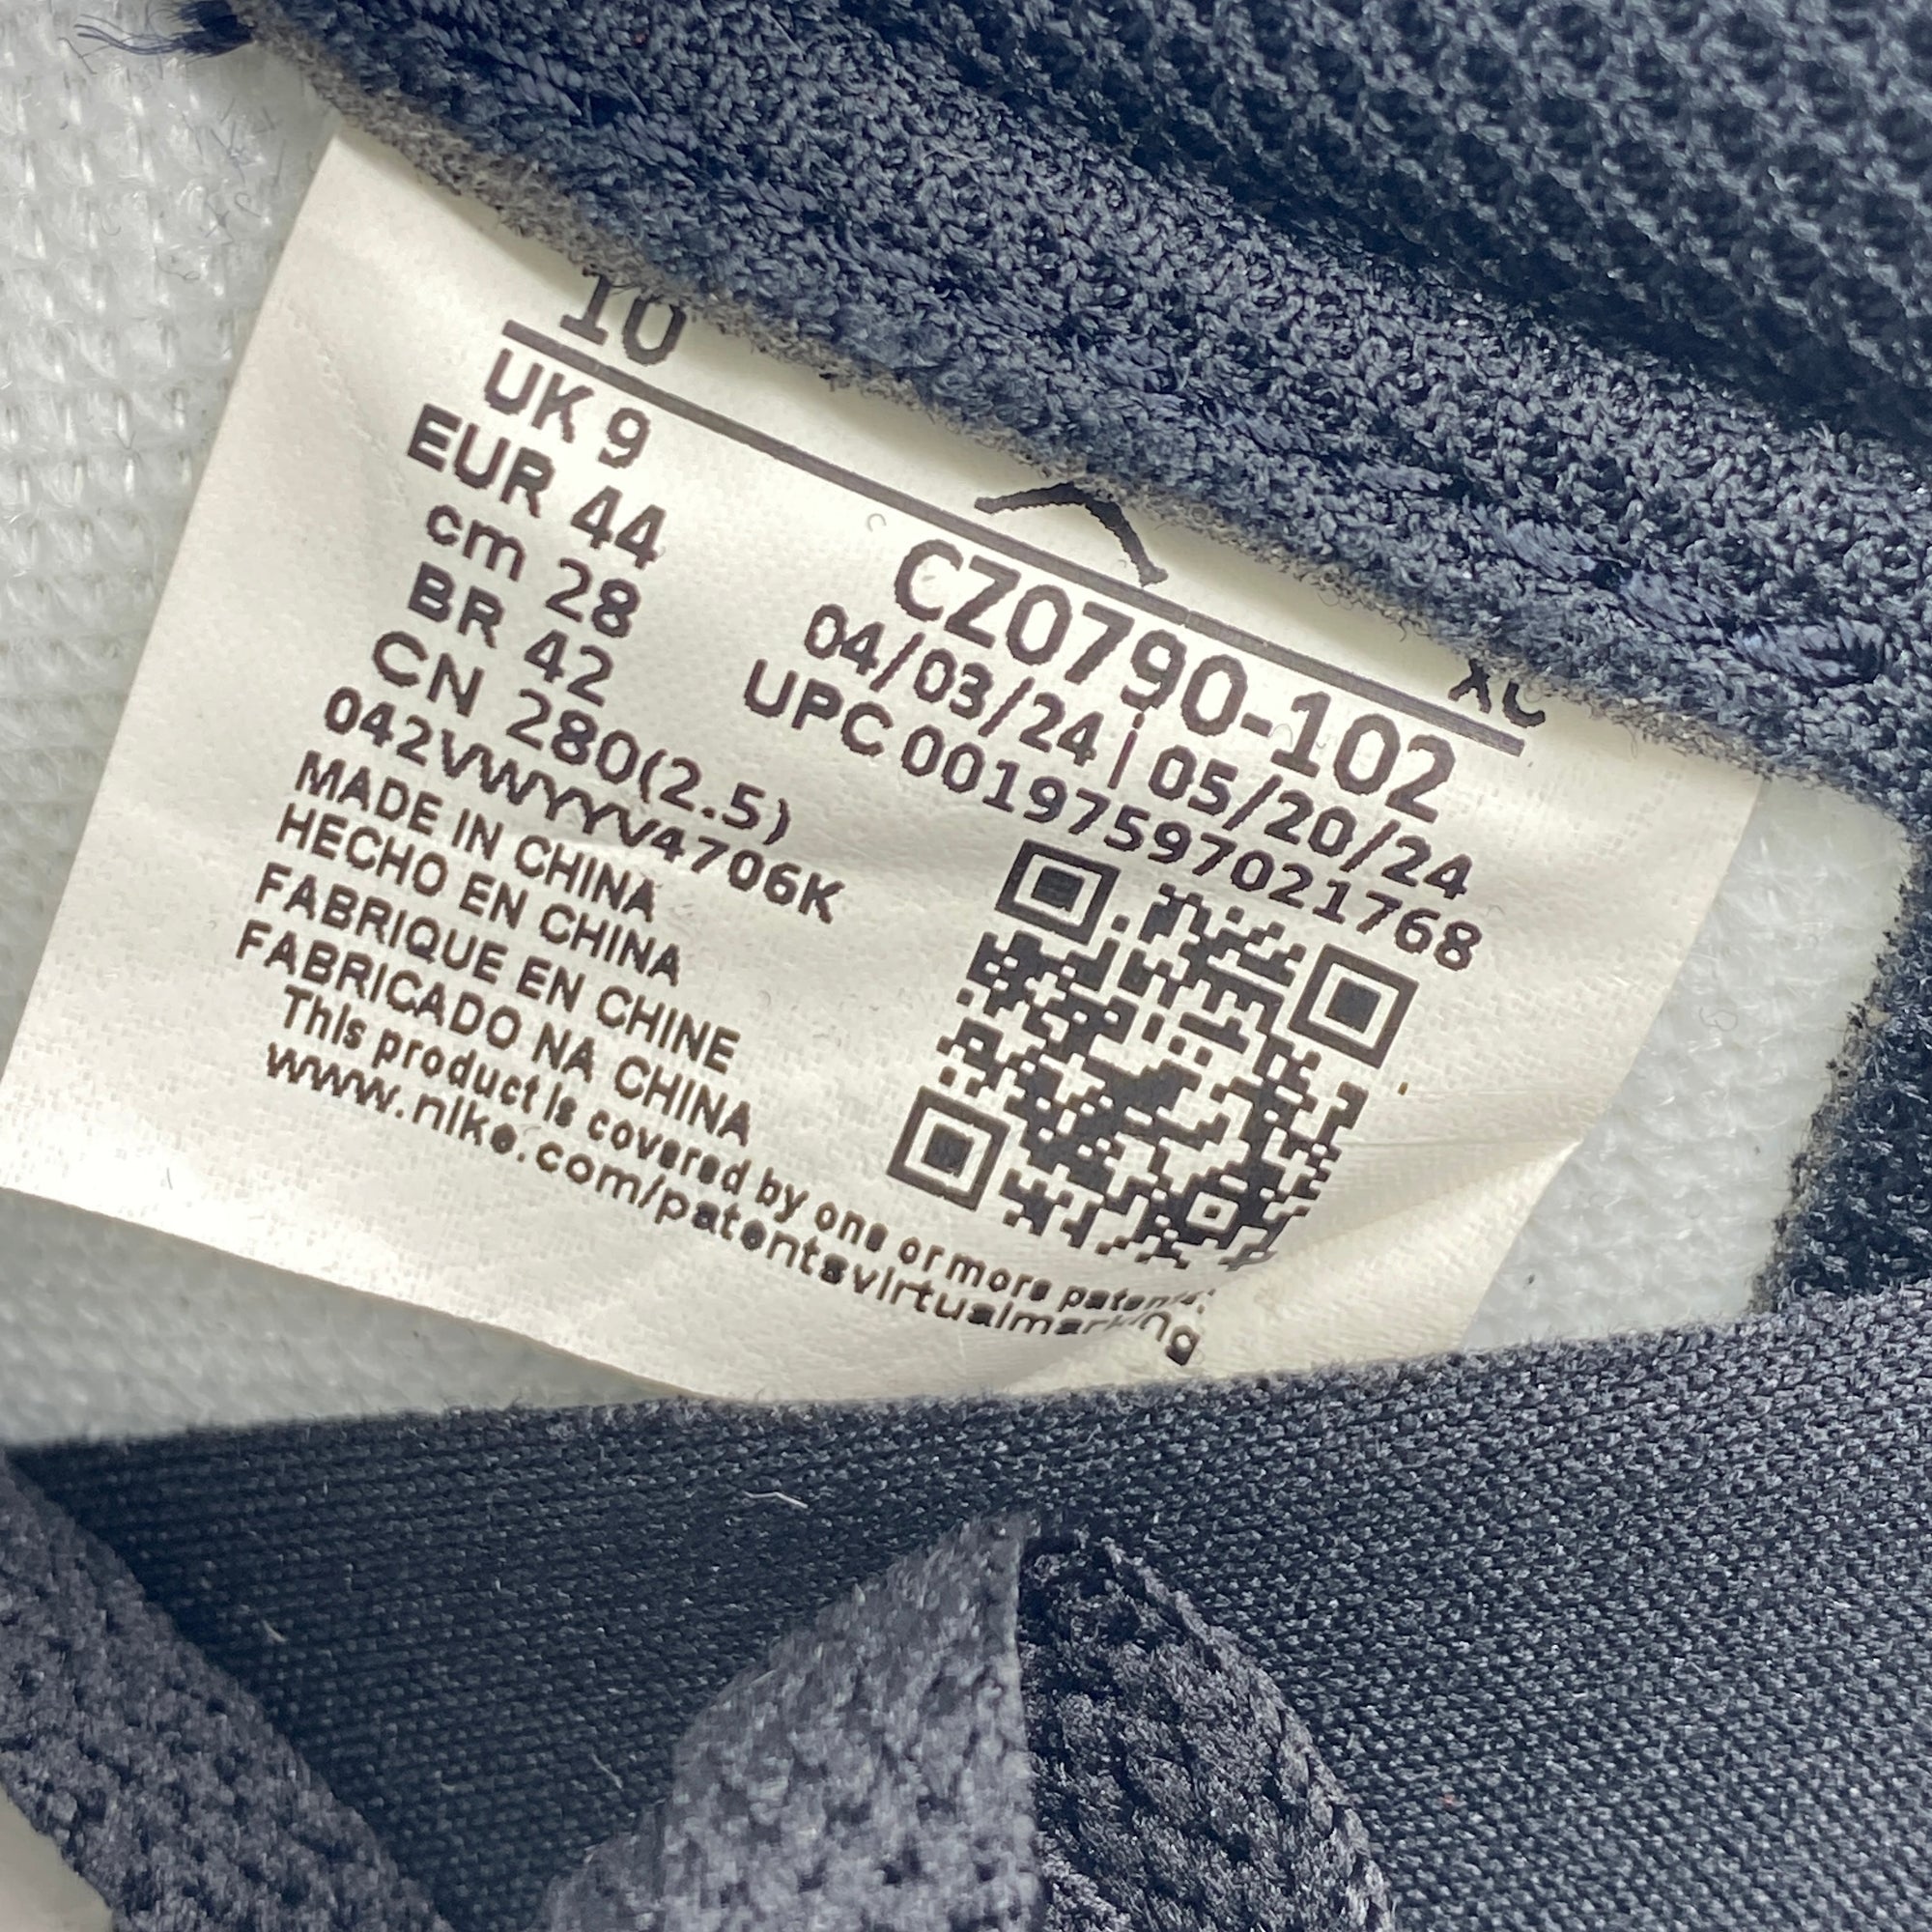 10
UK 9
EUR 44
cm 28
BR 42
CN 280(2.5)
042VWYYV4706K
MADE IN CHINA
HECHO EN CHINA
FABRIQUE EN CHINE
FABRICADO NA CHINA
This product is covered by one or more patents.
www.nike.com/patentsvirtualmarking
CZ0790-102
04/03/24 | 05/20/24
UPC 00197597021768